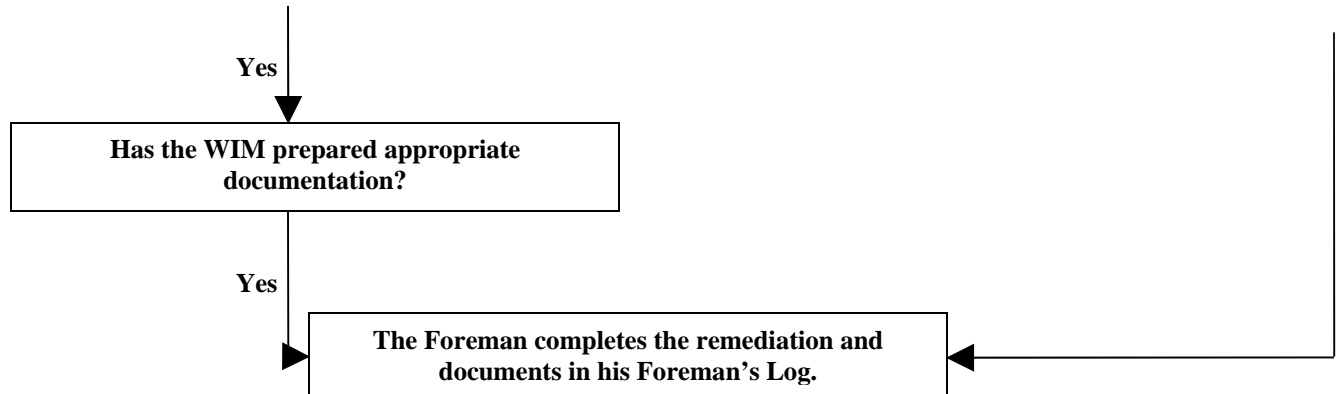 Yes
Has the WIM prepared appropriate
documentation?
Yes
The Foreman completes the remediation and
documents in his Foreman’s Log.